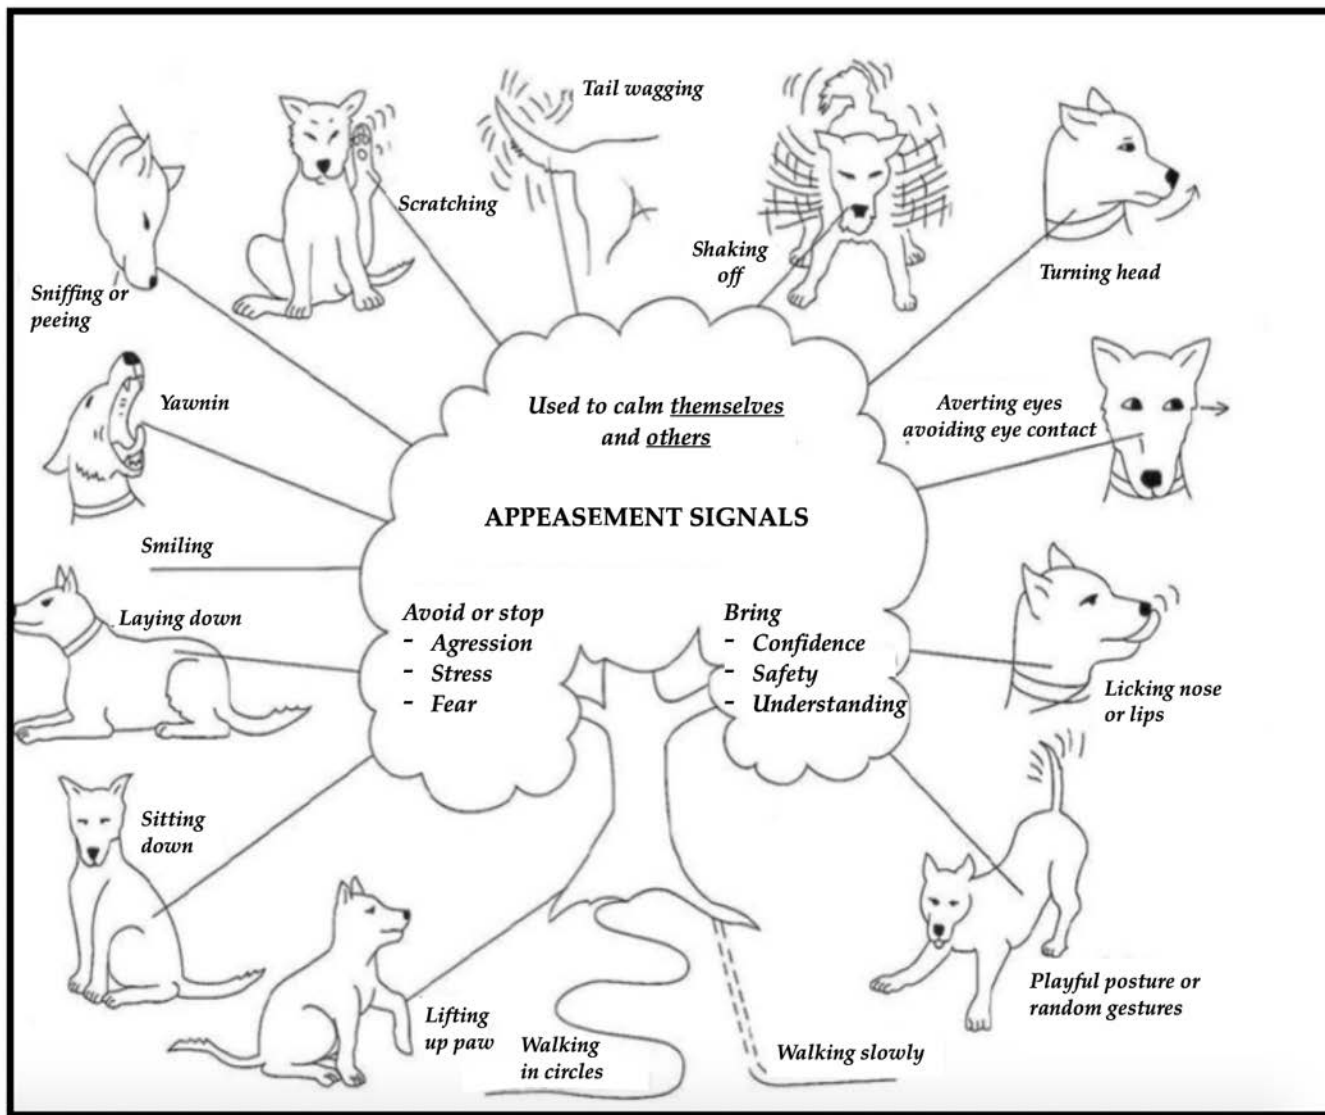 Tail wagging
Scratching
Shaking
off
Turning head
Sniffing or
peeing
Yawnin
Used to calm themselves
and others
Averting eyes
avoiding eye contact
APPEASEMENT SIGNALS
Smiling
Laying down
Avoid or stop
- Agression
- Stress
- Fear
Bring
- Confidence
- Safety
- Understanding
Licking nose
or lips
Sitting
down
Playful posture or
random gestures
Lifting
up paw
Walking
in circles
Walking slowly